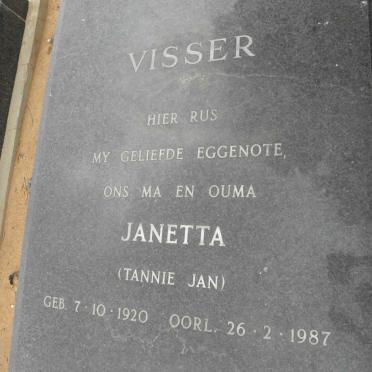 VISSER
HIER RUS
MY GELIEFDE EGGENOTE,
ONS MA EN OUMA
JANETTA
(TANNIE JAN)
GEB. 7·10·1920 OORL. 26·2·1987